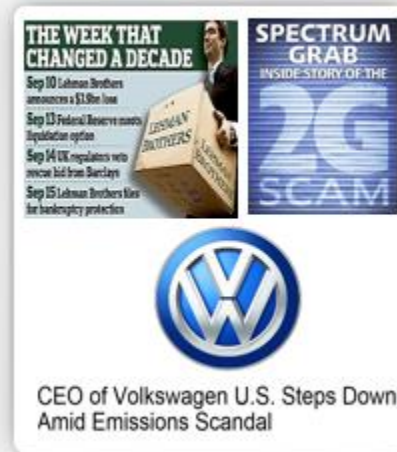 THE WEEK THAT
CHANGED A DECADE
Sep 10 Lehman Brothers
announces a $3.9bn loss
Sep 13 Federal Reserve meets
liquidation option
Sep 14 UK regulators veto
rescue bid from Barclays
Sep 15 Lehman Brothers files
for bankruptcy protection
LEHMAN
BROTHERS
SPECTRUM
GRAB
INSIDE STORY OF THE
2G
SCAM
CEO of Volkswagen U.S. Steps Down
Amid Emissions Scandal